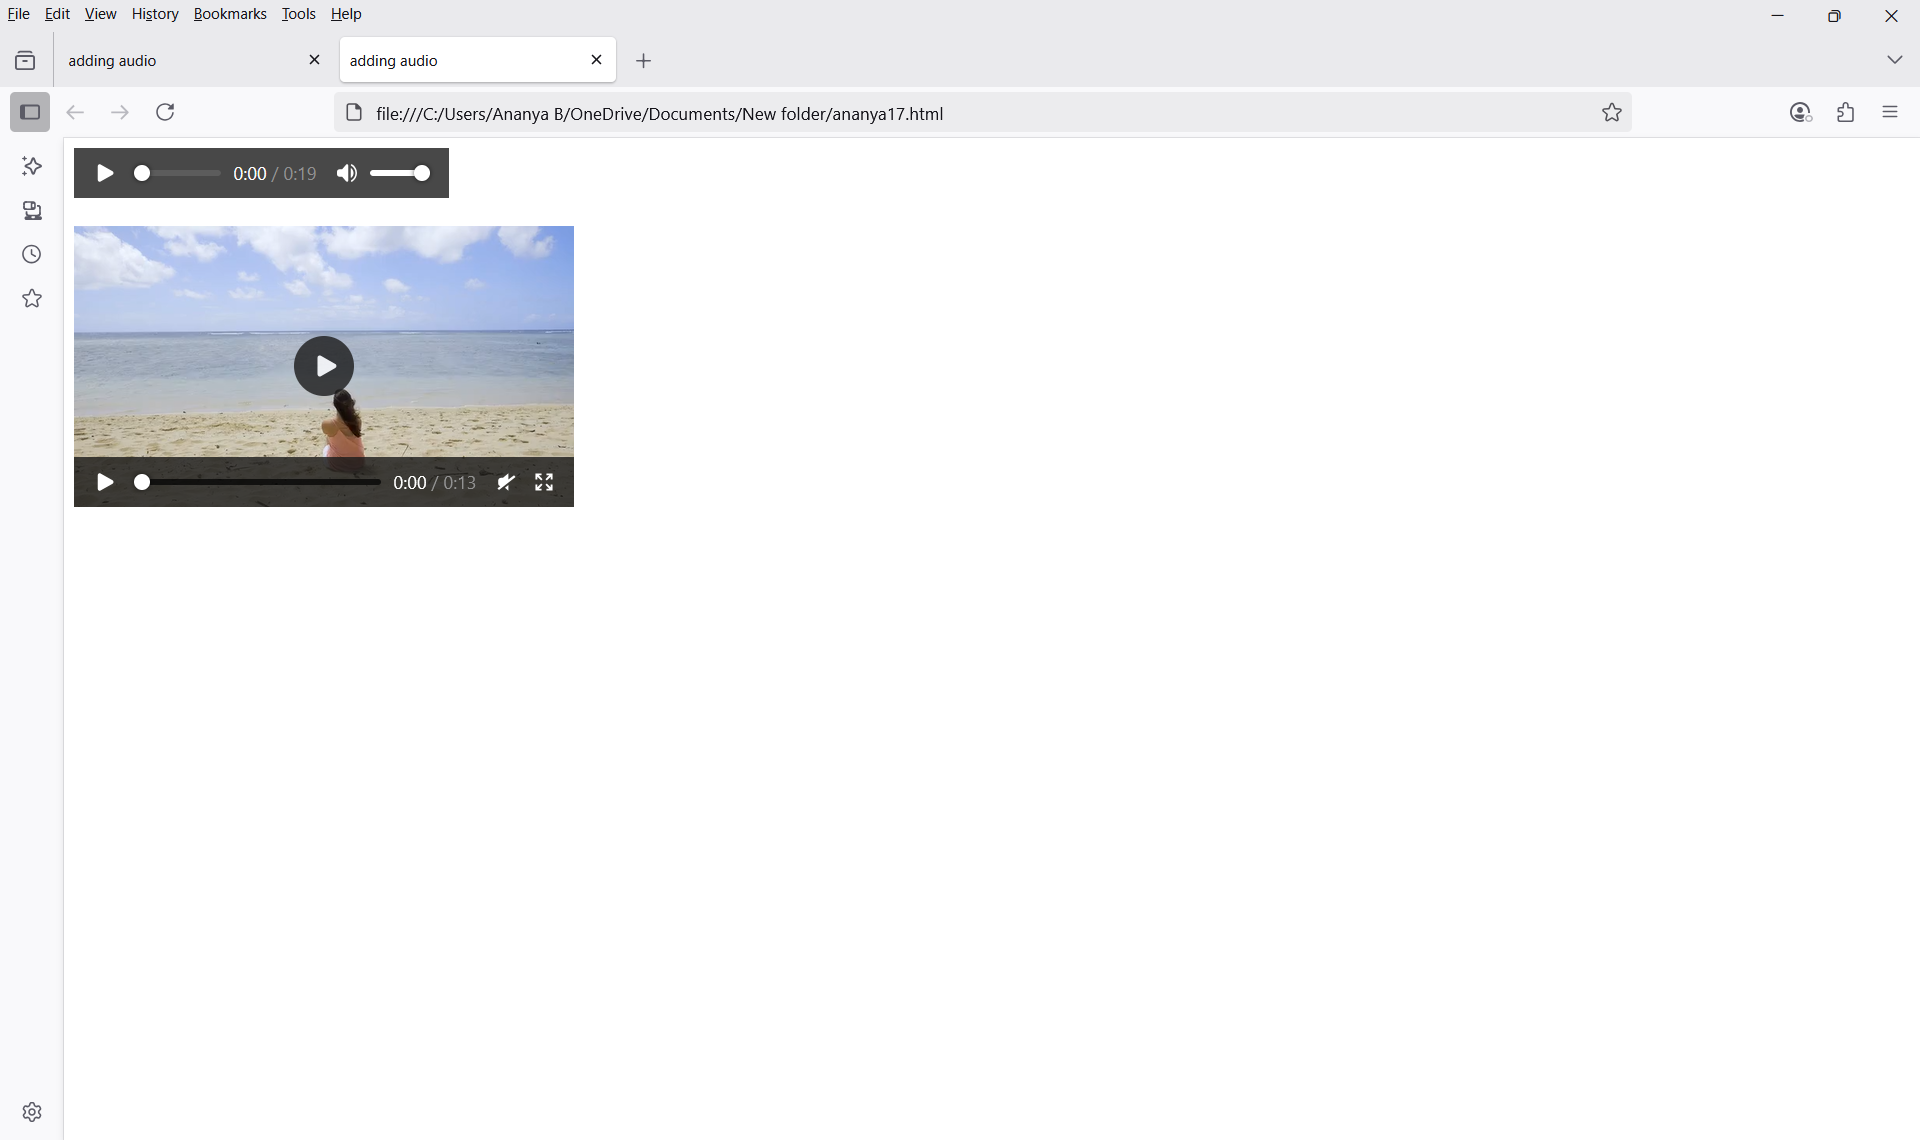 File Edit View History Bookmarks Tools Help
adding audio
adding audio
file:///C:/Users/Ananya B/OneDrive/Documents/New folder/ananya17.html
0:00 / 0:19
0:00 / 0:13